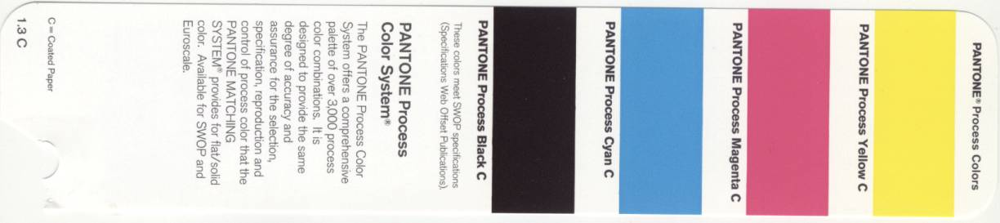 PANTONE® Process Colors
PANTONE Process Yellow C
PANTONE Process Magenta C
PANTONE Process Cyan C
PANTONE Process Black C
These colors meet SWOP specifications
(Specifications Web Offset Publications).
PANTONE Process
Color System®
The PANTONE Process Color
System offers a comprehensive
palette of over 3,000 process
color combinations. It is
designed to provide the same
degree of accuracy and
assurance for the selection,
specification, reproduction and
control of process color that the
PANTONE MATCHING
SYSTEM® provides for flat/solid
color. Available for SWOP and
Euroscale.
C = Coated Paper
1.3 C